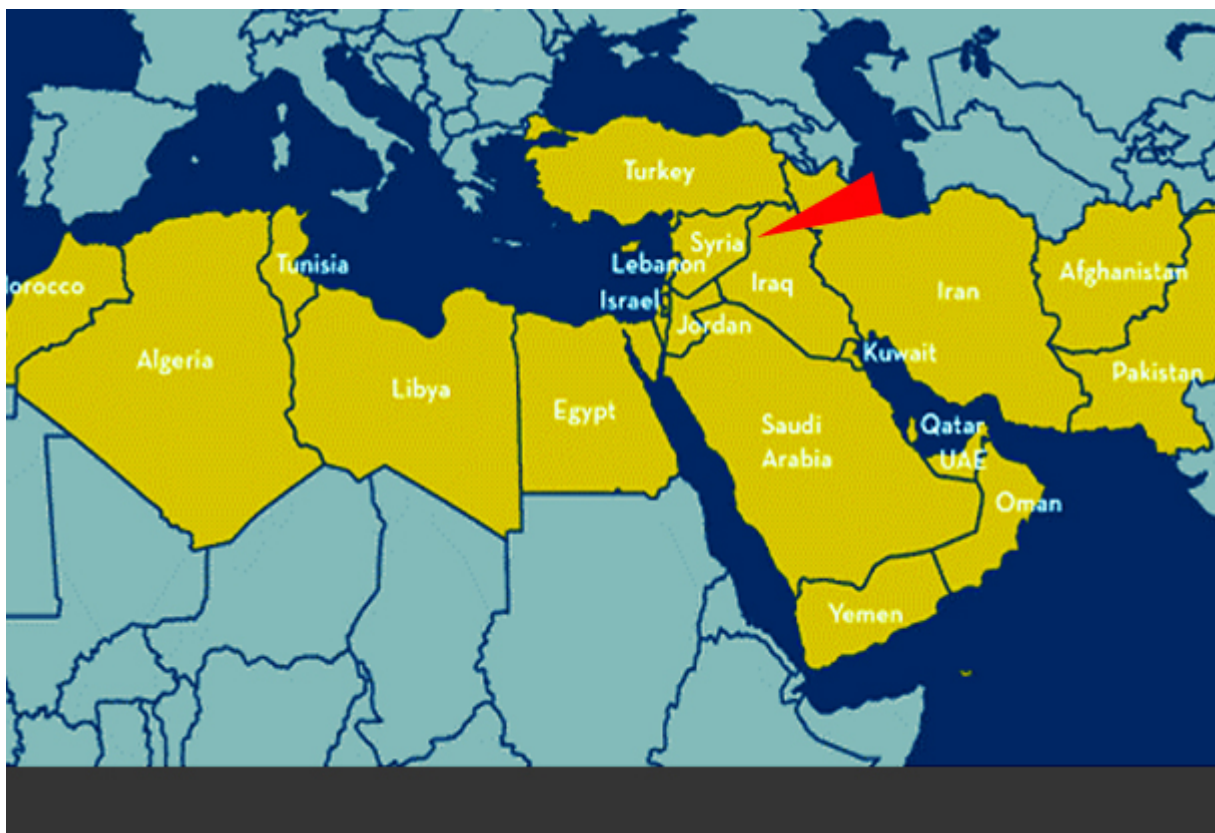 Turkey
Syria
Lebanon
Tunisia
Israel
Iraq
Iran
Afghanistan
orocco
Jordan
Algeria
Kuwait
Pakistan
Libya
Egypt
Saudi
Arabia
Qatar
UAE
Oman
Yemen